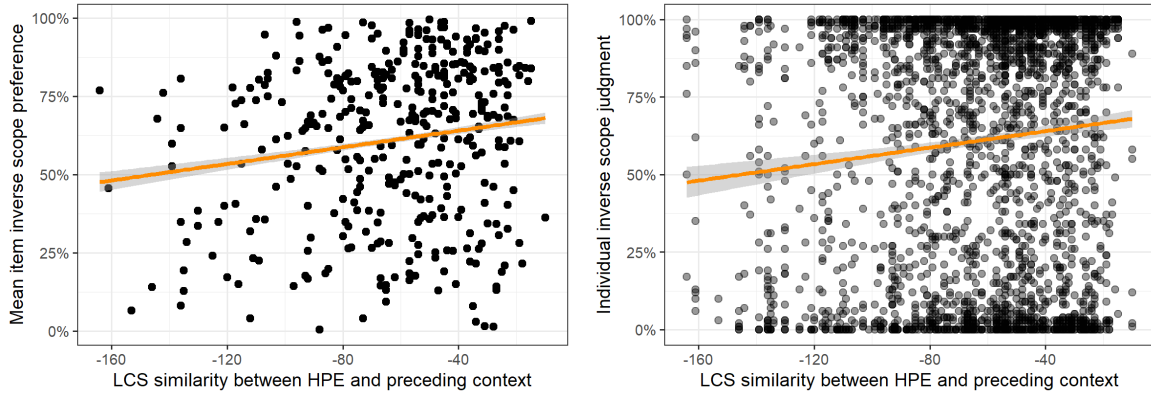 Mean item inverse scope preference
100%
75%
50%
25%
0%
-160 -120 -80 -40
LCS similarity between HPE and preceding context
Individual inverse scope judgment
100%
75%
50%
25%
0%
-160 -120 -80 -40
LCS similarity between HPE and preceding context